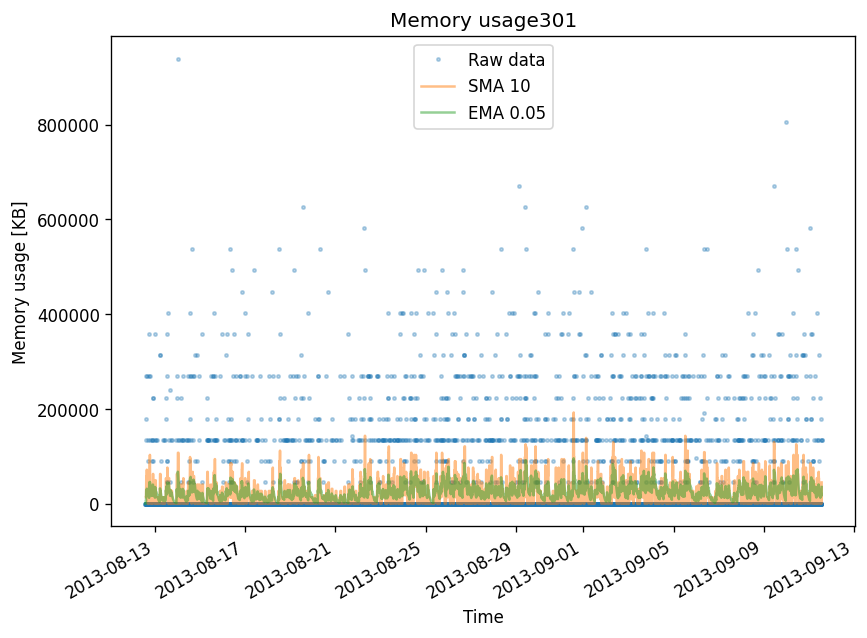 Memory usage301
Raw data
SMA 10
EMA 0.05
800000
600000
400000
200000
0
Memory usage [KB]
2013-08-13
2013-08-17
2013-08-21
2013-08-25
2013-08-29
2013-09-01
2013-09-05
2013-09-09
2013-09-13
Time